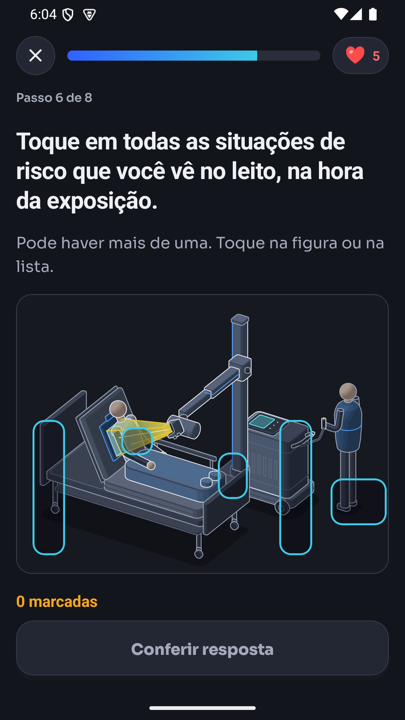 6:04
5
Passo 6 de 8
Toque em todas as situações de
risco que você vê no leito, na hora
da exposição.
Pode haver mais de uma. Toque na figura ou na
lista.
0 marcadas
Conferir resposta